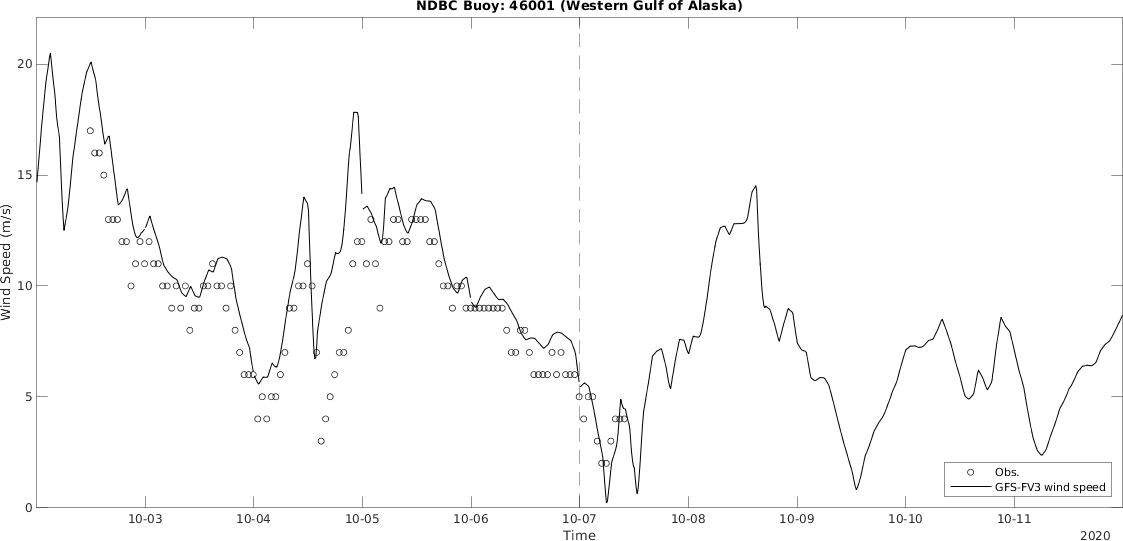 NDBC Buoy: 46001 (Western Gulf of Alaska)
Wind Speed (m/s)
20
15
10
5
0
10-03 10-04 10-05 10-06 10-07 10-08 10-09 10-10 10-11
Time
2020
Obs.
GFS-FV3 wind speed